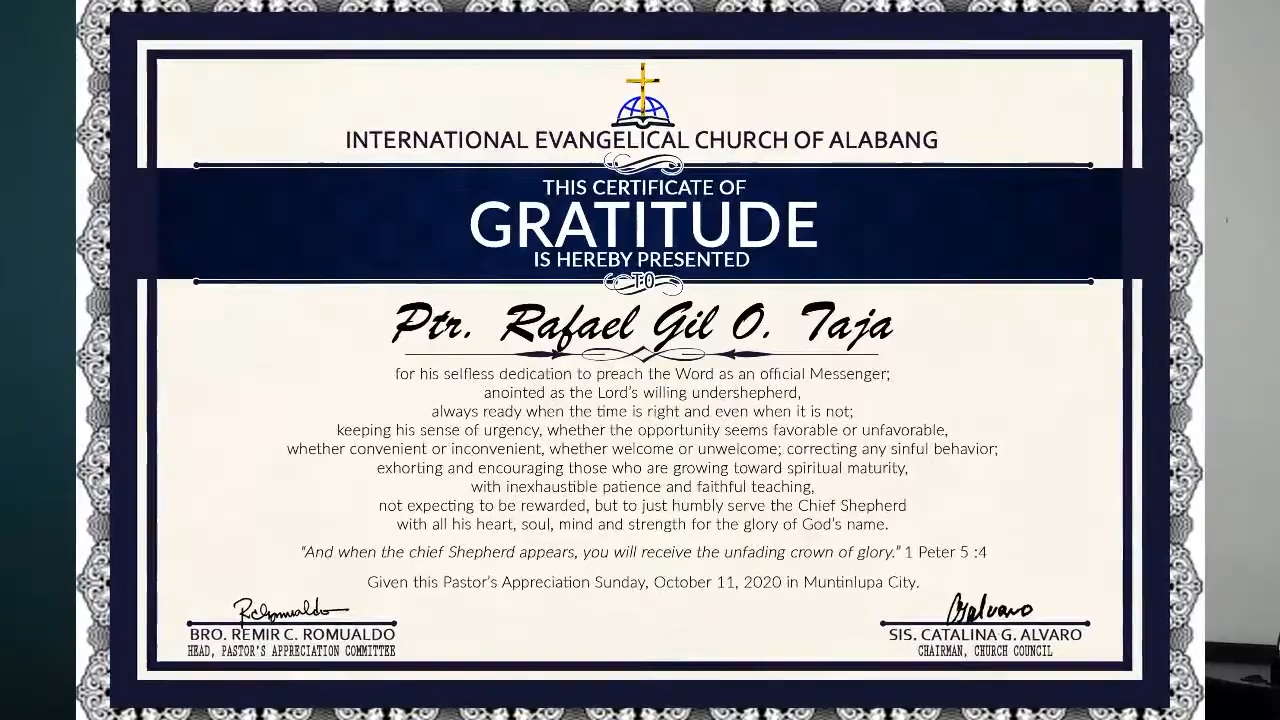 INTERNATIONAL EVANGELICAL CHURCH OF ALABANG
THIS CERTIFICATE OF
GRATITUDE
IS HEREBY PRESENTED
TO
Ptr. Rafael Gil O. Taja
for his selfless dedication to preach the Word as an official Messenger;
anointed as the Lord's willing undershepherd,
always ready when the time is right and even when it is not;
keeping his sense of urgency, whether the opportunity seems favorable or unfavorable,
whether convenient or inconvenient, whether welcome or unwelcome; correcting any sinful behavior;
exhorting and encouraging those who are growing toward spiritual maturity,
with inexhaustible patience and faithful teaching,
not expecting to be rewarded, but to just humbly serve the Chief Shepherd
with all his heart, soul, mind and strength for the glory of God's name.
"And when the chief Shepherd appears, you will receive the unfading crown of glory." 1 Peter 5 :4
Given this Pastor's Appreciation Sunday, October 11, 2020 in Muntinlupa City.
RCRomualdo
BRO. REMIR C. ROMUALDO
HEAD, PASTOR'S APPRECIATION COMMITTEE
CGalvaro
SIS. CATALINA G. ALVARO
CHAIRMAN, CHURCH COUNCIL